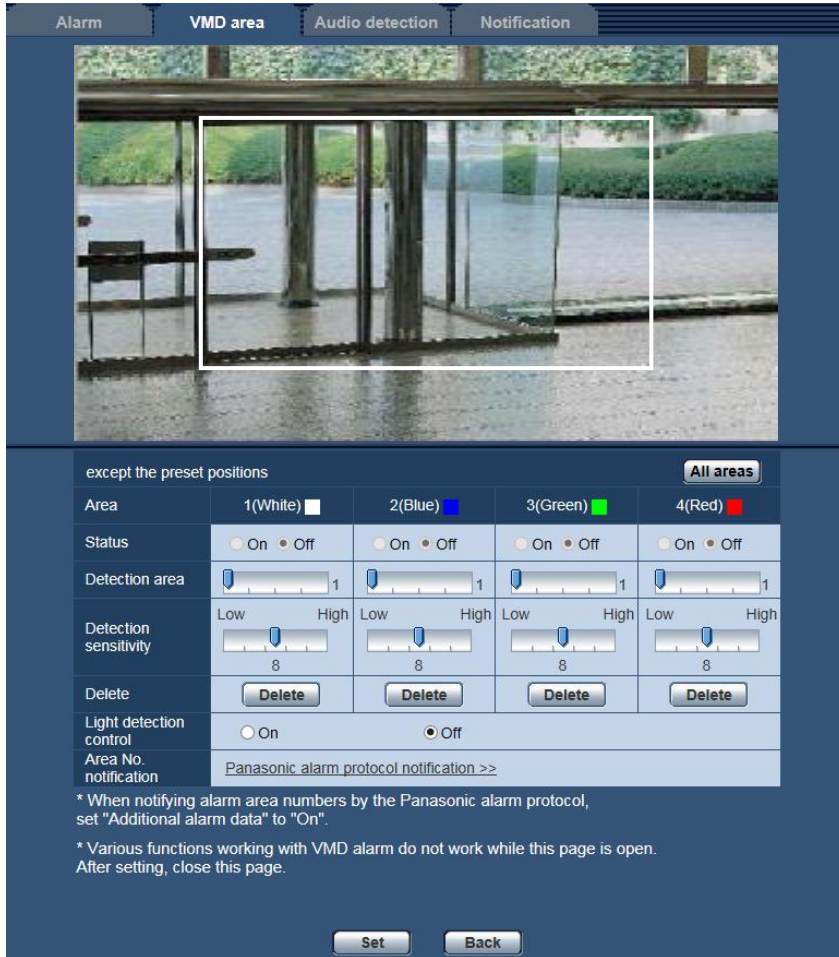 Alarm VMD area Audio detection Notification
except the preset positions All areas
Area 1(White) 2(Blue) 3(Green) 4(Red)
Status On Off On Off On Off On Off
Detection area 1 1 1 1
Detection sensitivity Low High Low High Low High Low High
8 8 8 8
Delete Delete Delete Delete Delete
Light detection control On Off
Area No. notification Panasonic alarm protocol notification >>
* When notifying alarm area numbers by the Panasonic alarm protocol,
set "Additional alarm data" to "On".
* Various functions working with VMD alarm do not work while this page is open.
After setting, close this page.
Set Back